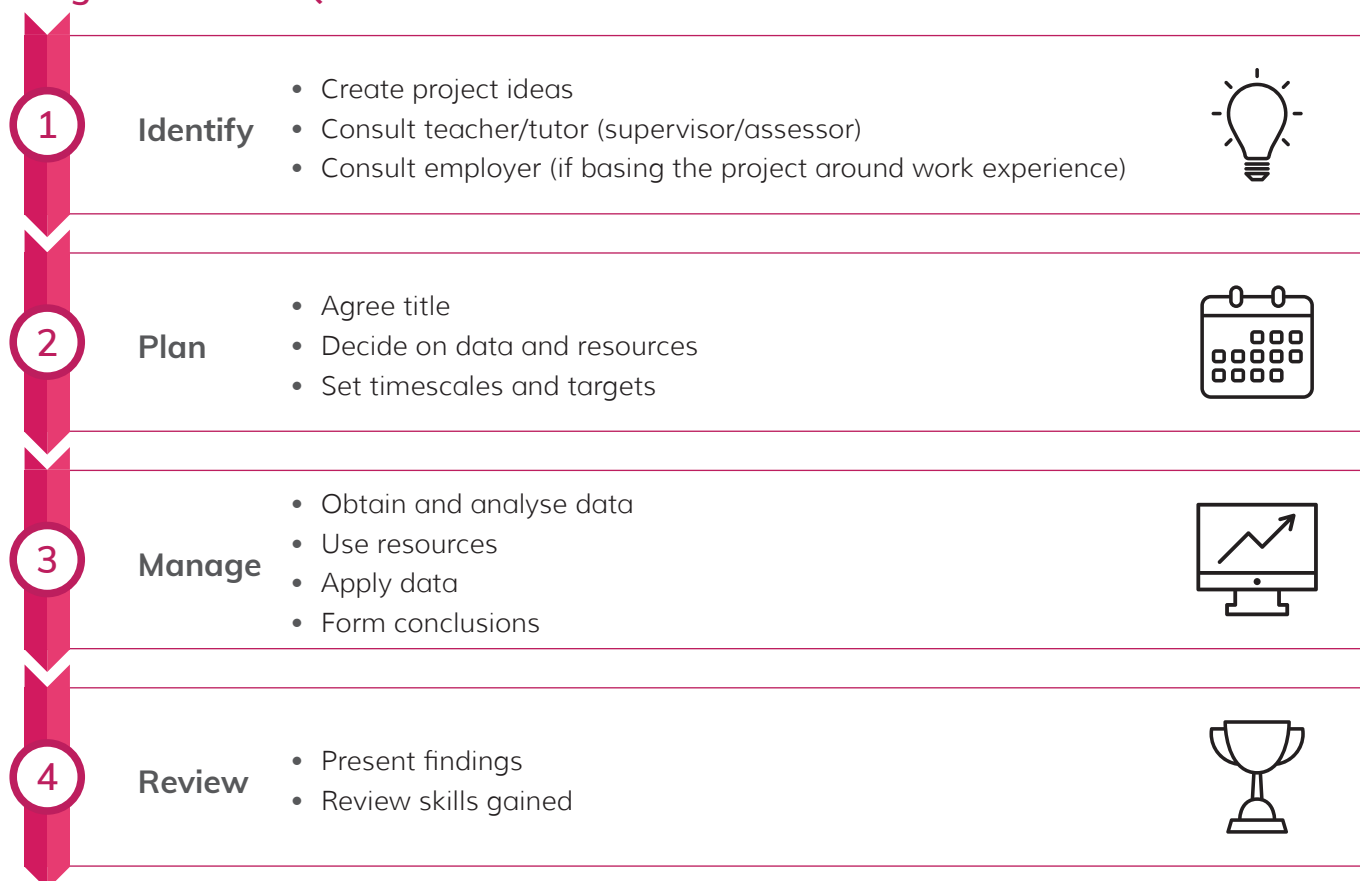 1
Identify
• Create project ideas
• Consult teacher/tutor (supervisor/assessor)
• Consult employer (if basing the project around work experience)
2
Plan
• Agree title
• Decide on data and resources
• Set timescales and targets
3
Manage
• Obtain and analyse data
• Use resources
• Apply data
• Form conclusions
4
Review
• Present findings
• Review skills gained